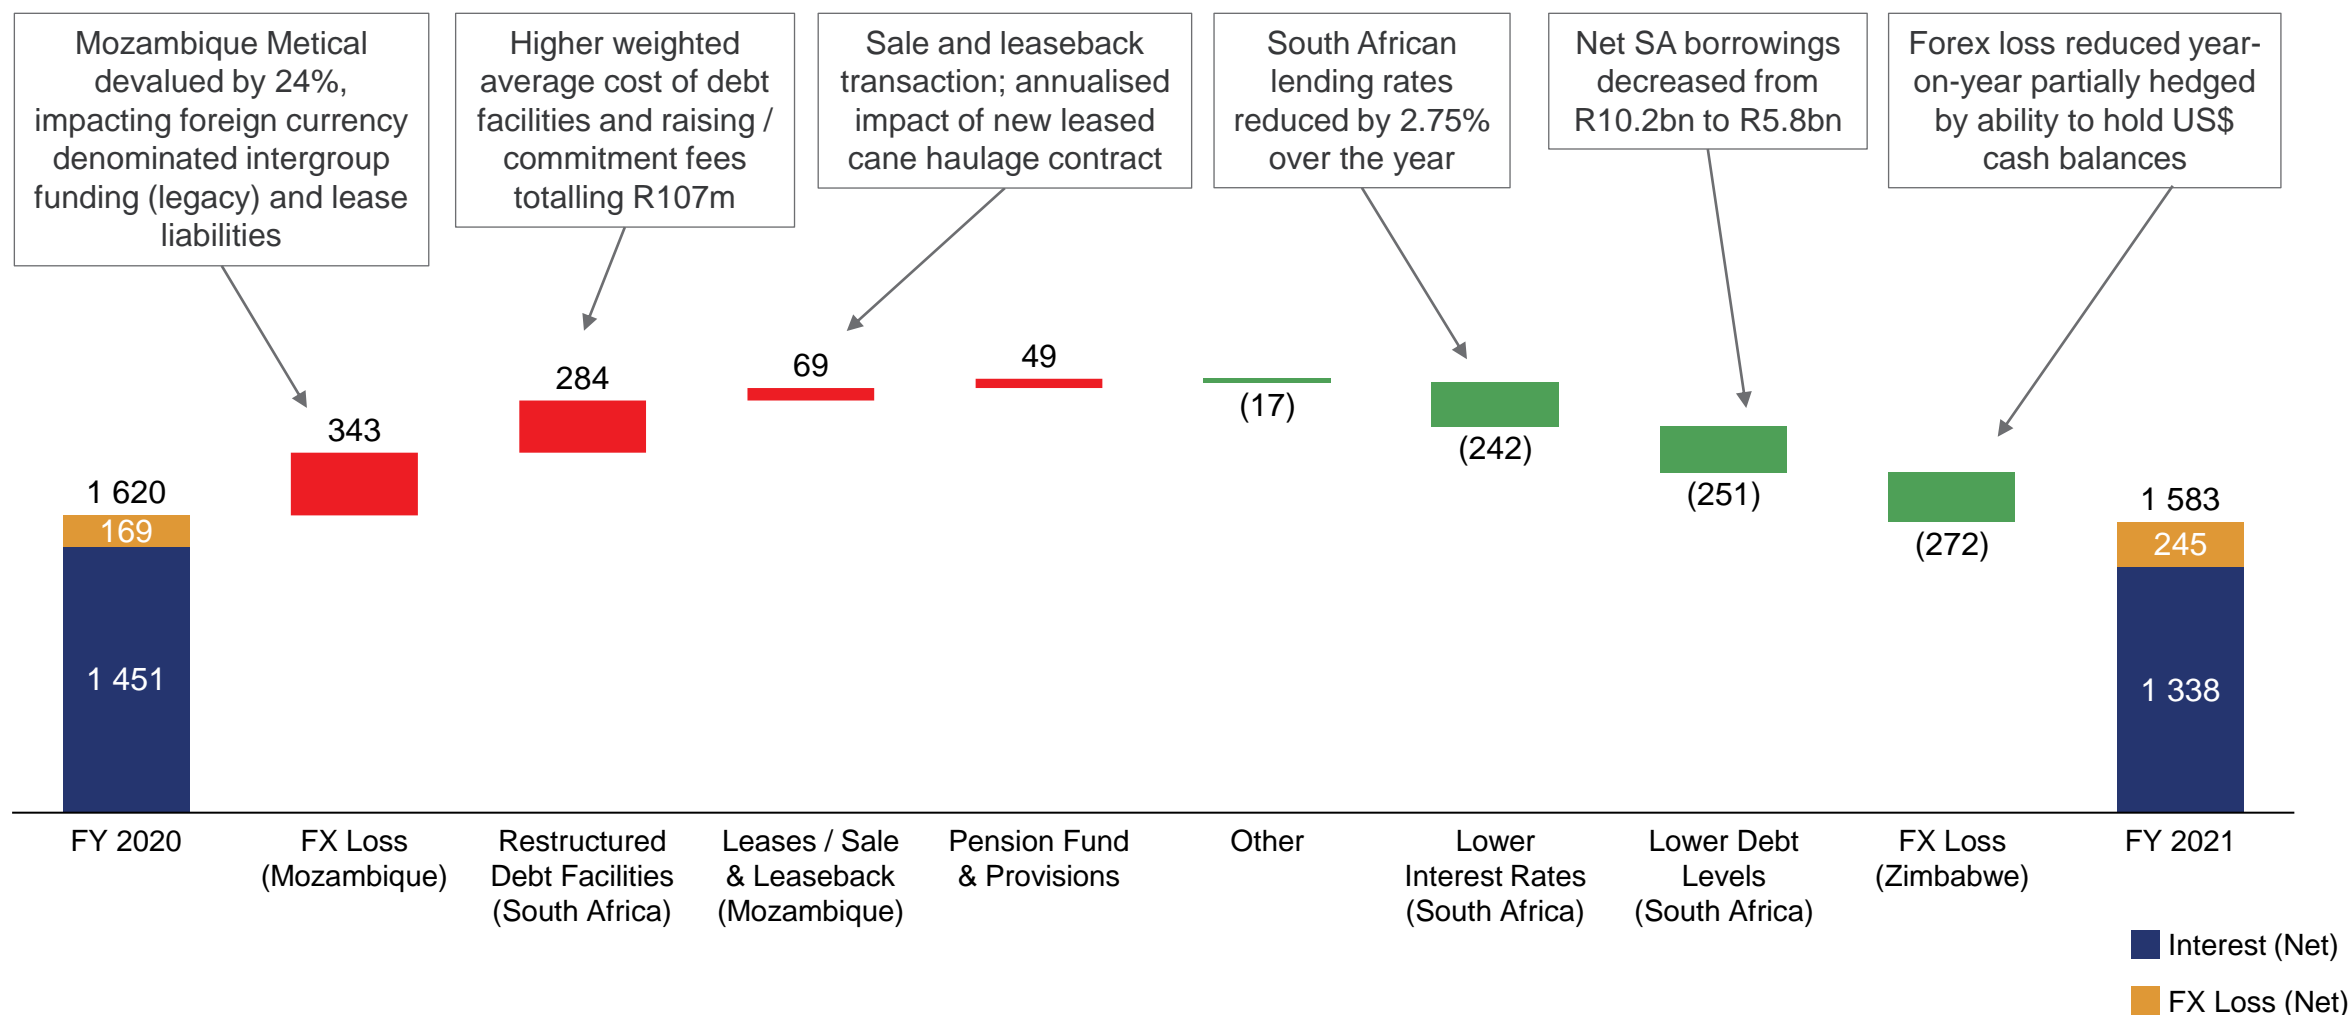 Mozambique Metical
devalued by 24%,
impacting foreign currency
denominated intergroup
funding (legacy) and lease
liabilities
Higher weighted
average cost of debt
facilities and raising /
commitment fees
totalling R107m
Sale and leaseback
transaction; annualised
impact of new leased
cane haulage contract
South African
lending rates
reduced by 2.75%
over the year
Net SA borrowings
decreased from
R10.2bn to R5.8bn
Forex loss reduced year-
on-year partially hedged
by ability to hold US$
cash balances
1 620
169
1 451
343
284
69
49
(17)
(242)
(251)
(272)
1 583
245
1 338
FY 2020
FX Loss
(Mozambique)
Restructured
Debt Facilities
(South Africa)
Leases / Sale
& Leaseback
(Mozambique)
Pension Fund
& Provisions
Other
Lower
Interest Rates
(South Africa)
Lower Debt
Levels
(South Africa)
FX Loss
(Zimbabwe)
FY 2021
Interest (Net)
FX Loss (Net)